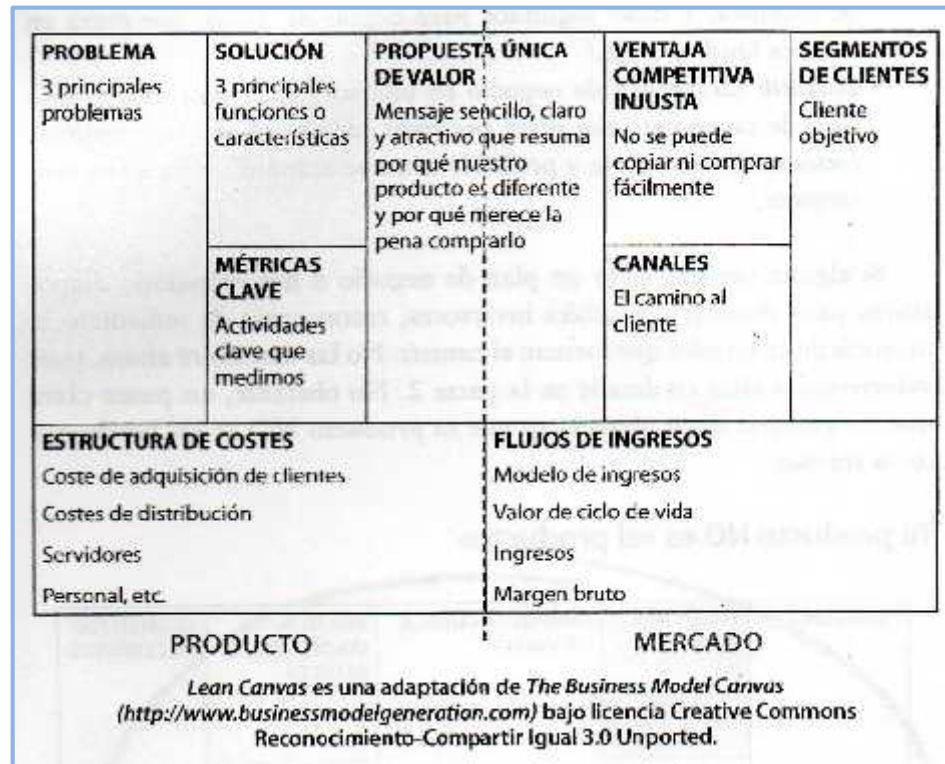 PROBLEMA
3 principales
problemas
SOLUCIÓN
3 principales
funciones o
características
MÉTRICAS
CLAVE
Actividades
clave que
medimos
PROPUESTA ÚNICA
DE VALOR
Mensaje sencillo, claro
y atractivo que resuma
por qué nuestro
producto es diferente
y por qué merece la
pena comprarlo
VENTAJA
COMPETITIVA
INJUSTA
No se puede
copiar ni comprar
fácilmente
CANALES
El camino al
cliente
SEGMENTOS
DE CLIENTES
Cliente
objetivo
ESTRUCTURA DE COSTES
Coste de adquisición de clientes
Costes de distribución
Servidores
Personal, etc.
FLUJOS DE INGRESOS
Modelo de ingresos
Valor de ciclo de vida
Ingresos
Margen bruto
PRODUCTO
MERCADO
Lean Canvas es una adaptación de The Business Model Canvas
(http://www.businessmodelgeneration.com) bajo licencia Creative Commons
Reconocimiento-Compartir Igual 3.0 Unported.